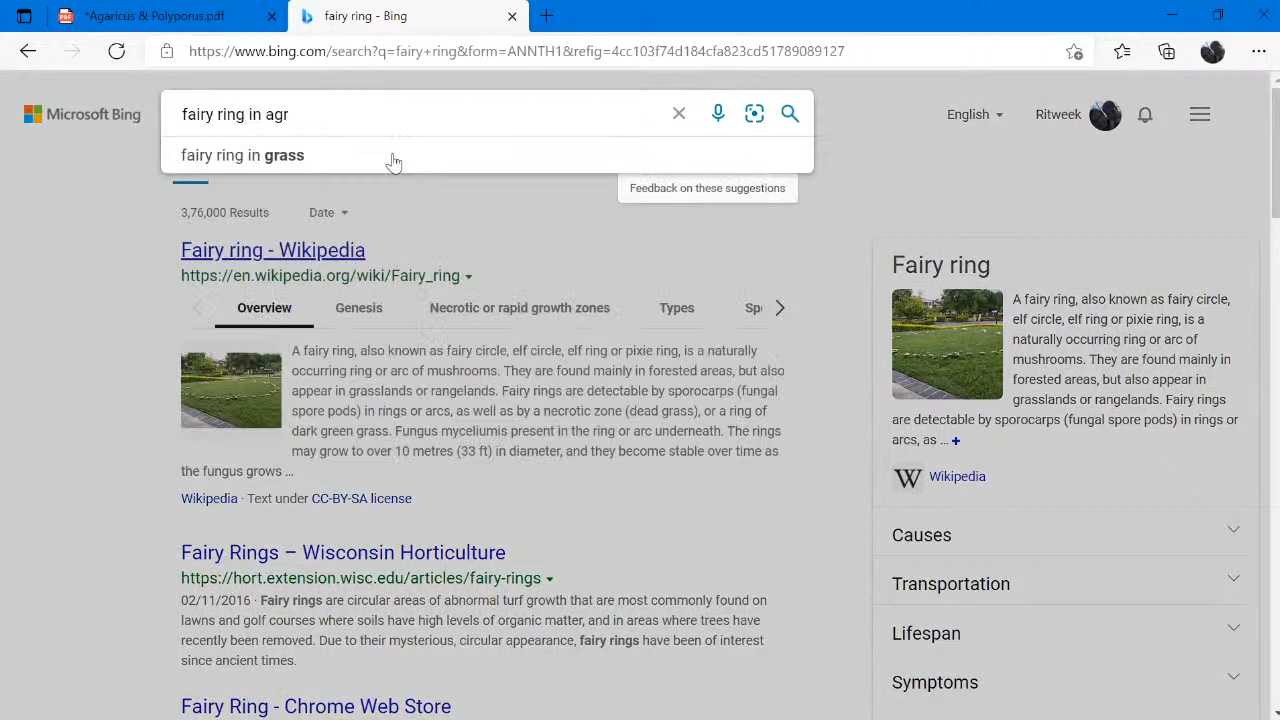 *Agaricus & Polyporus.pdf
fairy ring - Bing
https://www.bing.com/search?q=fairy+ring&form=ANNTH1&refig=4cc103f74d184cfa823cd51789089127
Microsoft Bing
fairy ring in agr
English
Ritweek
fairy ring in grass
Feedback on these suggestions
3,76,000 Results
Date
Fairy ring - Wikipedia
https://en.wikipedia.org/wiki/Fairy_ring
Overview
Genesis
Necrotic or rapid growth zones
Types
Sp
A fairy ring, also known as fairy circle, elf circle, elf ring or pixie ring, is a
naturally occurring ring or arc of mushrooms. They are found mainly in
forested areas, but also appear in grasslands or rangelands. Fairy rings
are detectable by sporocarps (fungal spore pods) in rings or arcs, as well as by a necrotic zone (dead grass), or a ring of
dark green grass. Fungus myceliums present in the ring or arc underneath. The rings
may grow to over 10 metres (33 ft) in diameter, and they become stable over time as
the fungus grows ...
Wikipedia · Text under CC-BY-SA license
Fairy Rings – Wisconsin Horticulture
https://hort.extension.wisc.edu/articles/fairy-rings
02/11/2016 · Fairy rings are circular areas of abnormal turf growth that are most commonly found on
lawns and golf courses where soils have high levels of organic matter, and in areas where trees have
recently been removed. Due to their mysterious, circular appearance, fairy rings have been of interest
since ancient times.
Fairy Ring - Chrome Web Store
Fairy ring
A fairy ring, also known as fairy circle,
elf circle, elf ring or pixie ring, is a
naturally occurring ring or arc of
mushrooms. They are found mainly in
forested areas, but also appear in
grasslands or rangelands. Fairy rings
are detectable by sporocarps (fungal spore pods) in rings or
arcs, as ... +
W Wikipedia
Causes
Transportation
Lifespan
Symptoms